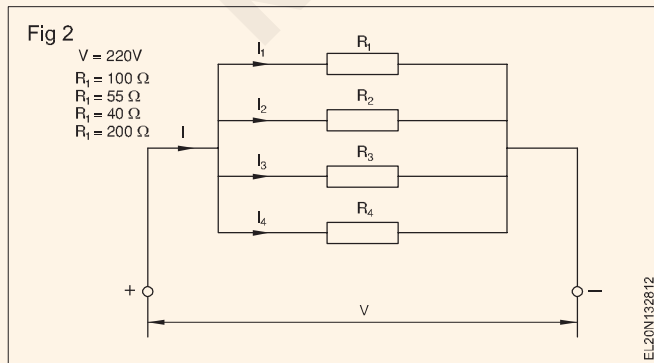 Fig 2
V = 220V
R₁ = 100 Ω
R₁ = 55 Ω
R₁ = 40 Ω
R₁ = 200 Ω
I
I₁
R₁
I₂
R₂
I₃
R₃
I₄
R₄
+
–
V
EL20N132812